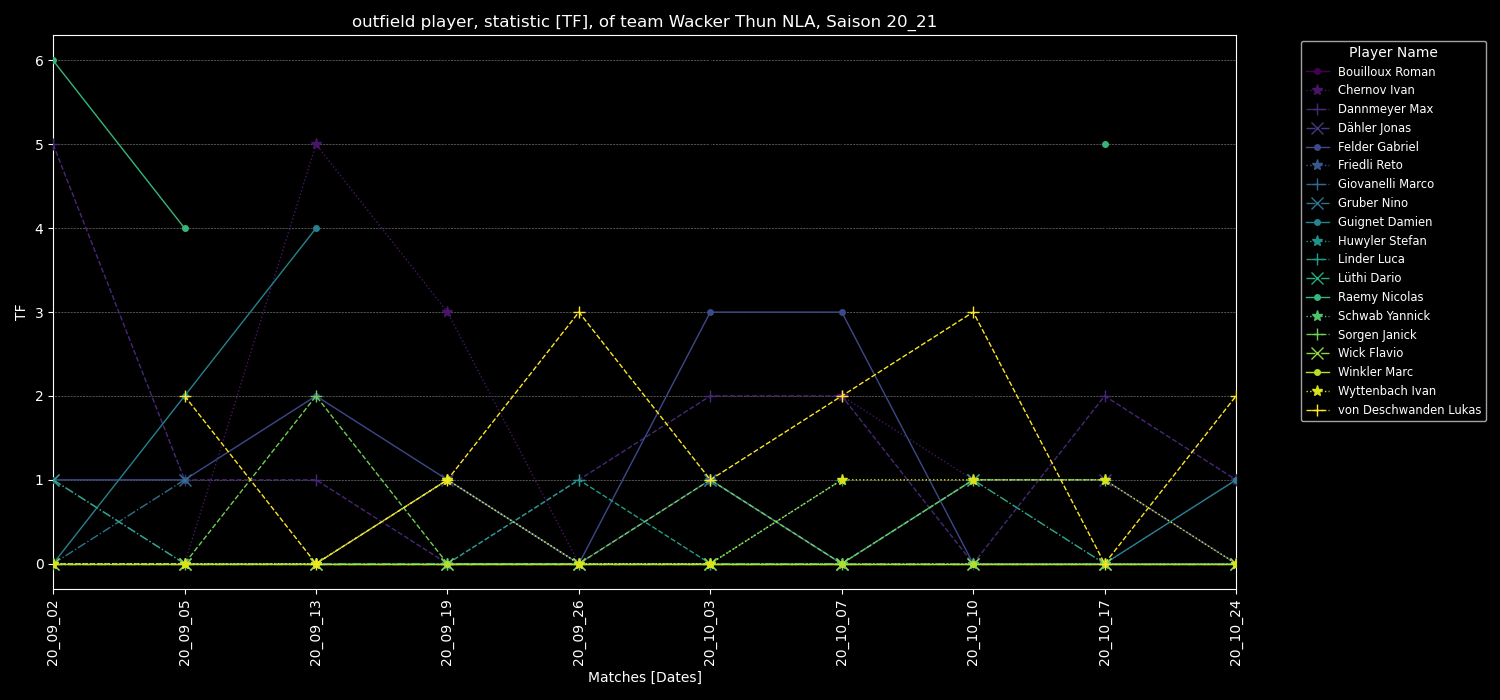 outfield player, statistic [TF], of team Wacker Thun NLA, Saison 20_21
TF
6
5
4
3
2
1
0
20_09_02
20_09_05
20_09_13
20_09_19
20_09_26
20_10_03
20_10_07
20_10_10
20_10_17
20_10_24
Matches [Dates]
Player Name
Bouilloux Roman
Chernov Ivan
Dannmeyer Max
Dähler Jonas
Felder Gabriel
Friedli Reto
Giovanelli Marco
Gruber Nino
Guignet Damien
Huwyler Stefan
Linder Luca
Lüthi Dario
Raemy Nicolas
Schwab Yannick
Sorgen Janick
Wick Flavio
Winkler Marc
Wyttenbach Ivan
von Deschwanden Lukas